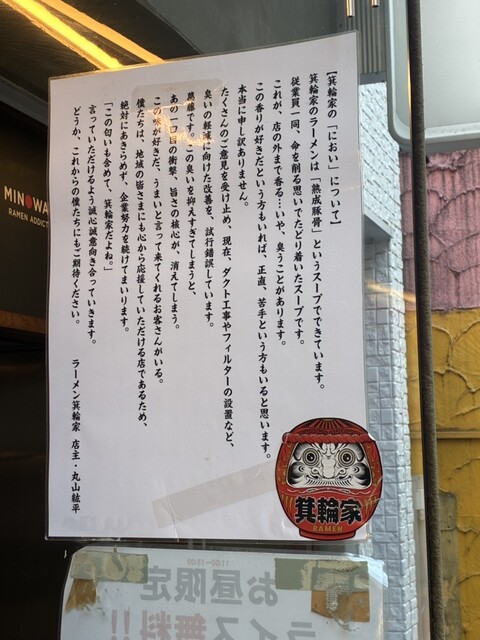 【箕輪家の「におい」について】
箕輪家のラーメンは「熟成豚骨」というスープでできています。
従業員一同、命を削る思いでたどり着いたスープです。
これが、店の外まで香る…いや、臭うことがあります。
この香りが好きだという方もいれば、正直、苦手という方もいると思います。
本当に申し訳ありません。
たくさんのご意見を受け止め、現在、ダクト工事やフィルターの設置など、
臭いの軽減に向けた改善を、試行錯誤しています。
葛藤です。この臭いを抑えすぎてしまうと、
あの一口目の衝撃、旨さの核心が、消えてしまう。
この味が好きだ、うまいと言って来てくれるお客さんがいる。
僕たちは、地域の皆さまにも心から応援していただける店であるため、
絶対にあきらめず、企業努力を続けてまいります。
「この匂いも含めて、箕輪家だよね。」
言っていただけるよう誠心誠意向き合っていきます。
どうか、これからの僕たちにもご期待ください。
ラーメン箕輪家 店主・丸山紘平
箕輪家
RAMEN
MINOWA
RAMEN ADDICT
11:00~15:00
お昼限定
ライス無料!!